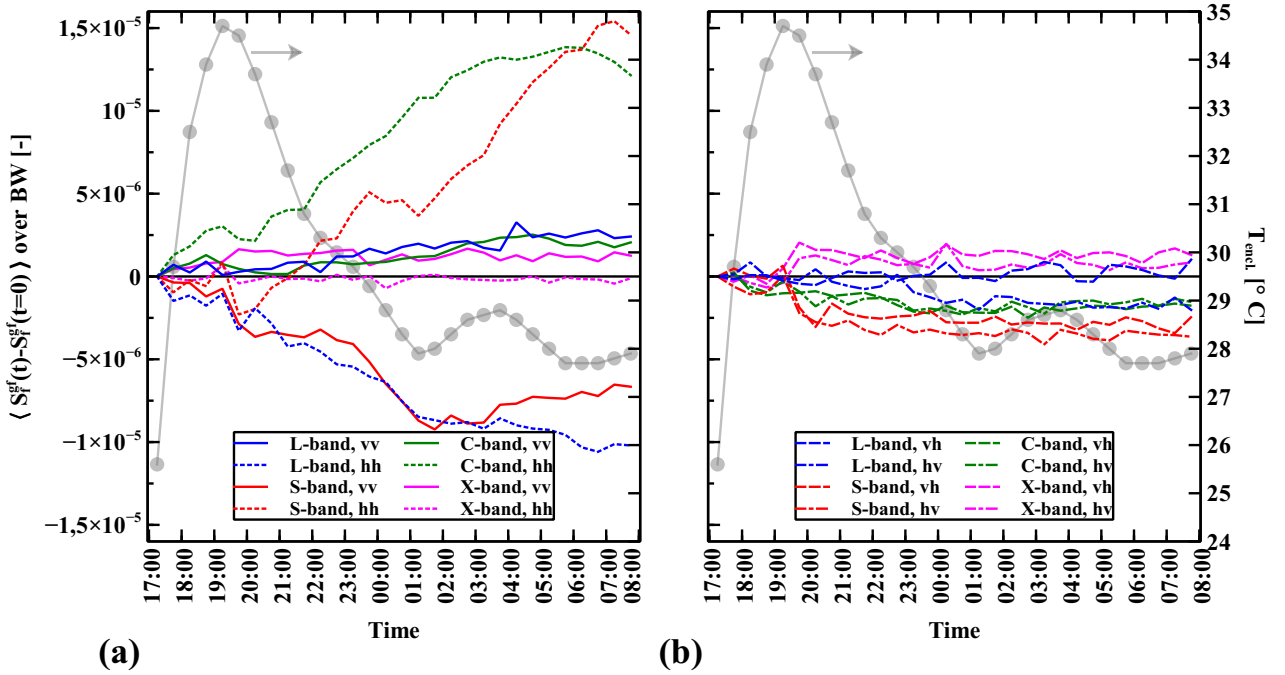 ⟨ S_f^gf(t)-S_f^gf(t=0) ⟩ over BW [-]
1,5×10^-5
10^-5
5×10^-6
0
−5×10^-6
−1×10^-5
−1,5×10^-5
L-band, vv
L-band, hh
S-band, vv
S-band, hh
C-band, vv
C-band, hh
X-band, vv
X-band, hh
17:00
18:00
19:00
20:00
21:00
22:00
23:00
00:00
01:00
02:00
03:00
04:00
05:00
06:00
07:00
08:00
Time
(a)
0
L-band, vh
L-band, hv
S-band, vh
S-band, hv
C-band, vh
C-band, hv
X-band, vh
X-band, hv
17:00
18:00
19:00
20:00
21:00
22:00
23:00
00:00
01:00
02:00
03:00
04:00
05:00
06:00
07:00
08:00
Time
(b)
35
34
33
32
31
30
29
28
27
26
25
24
T_encl. [° C]